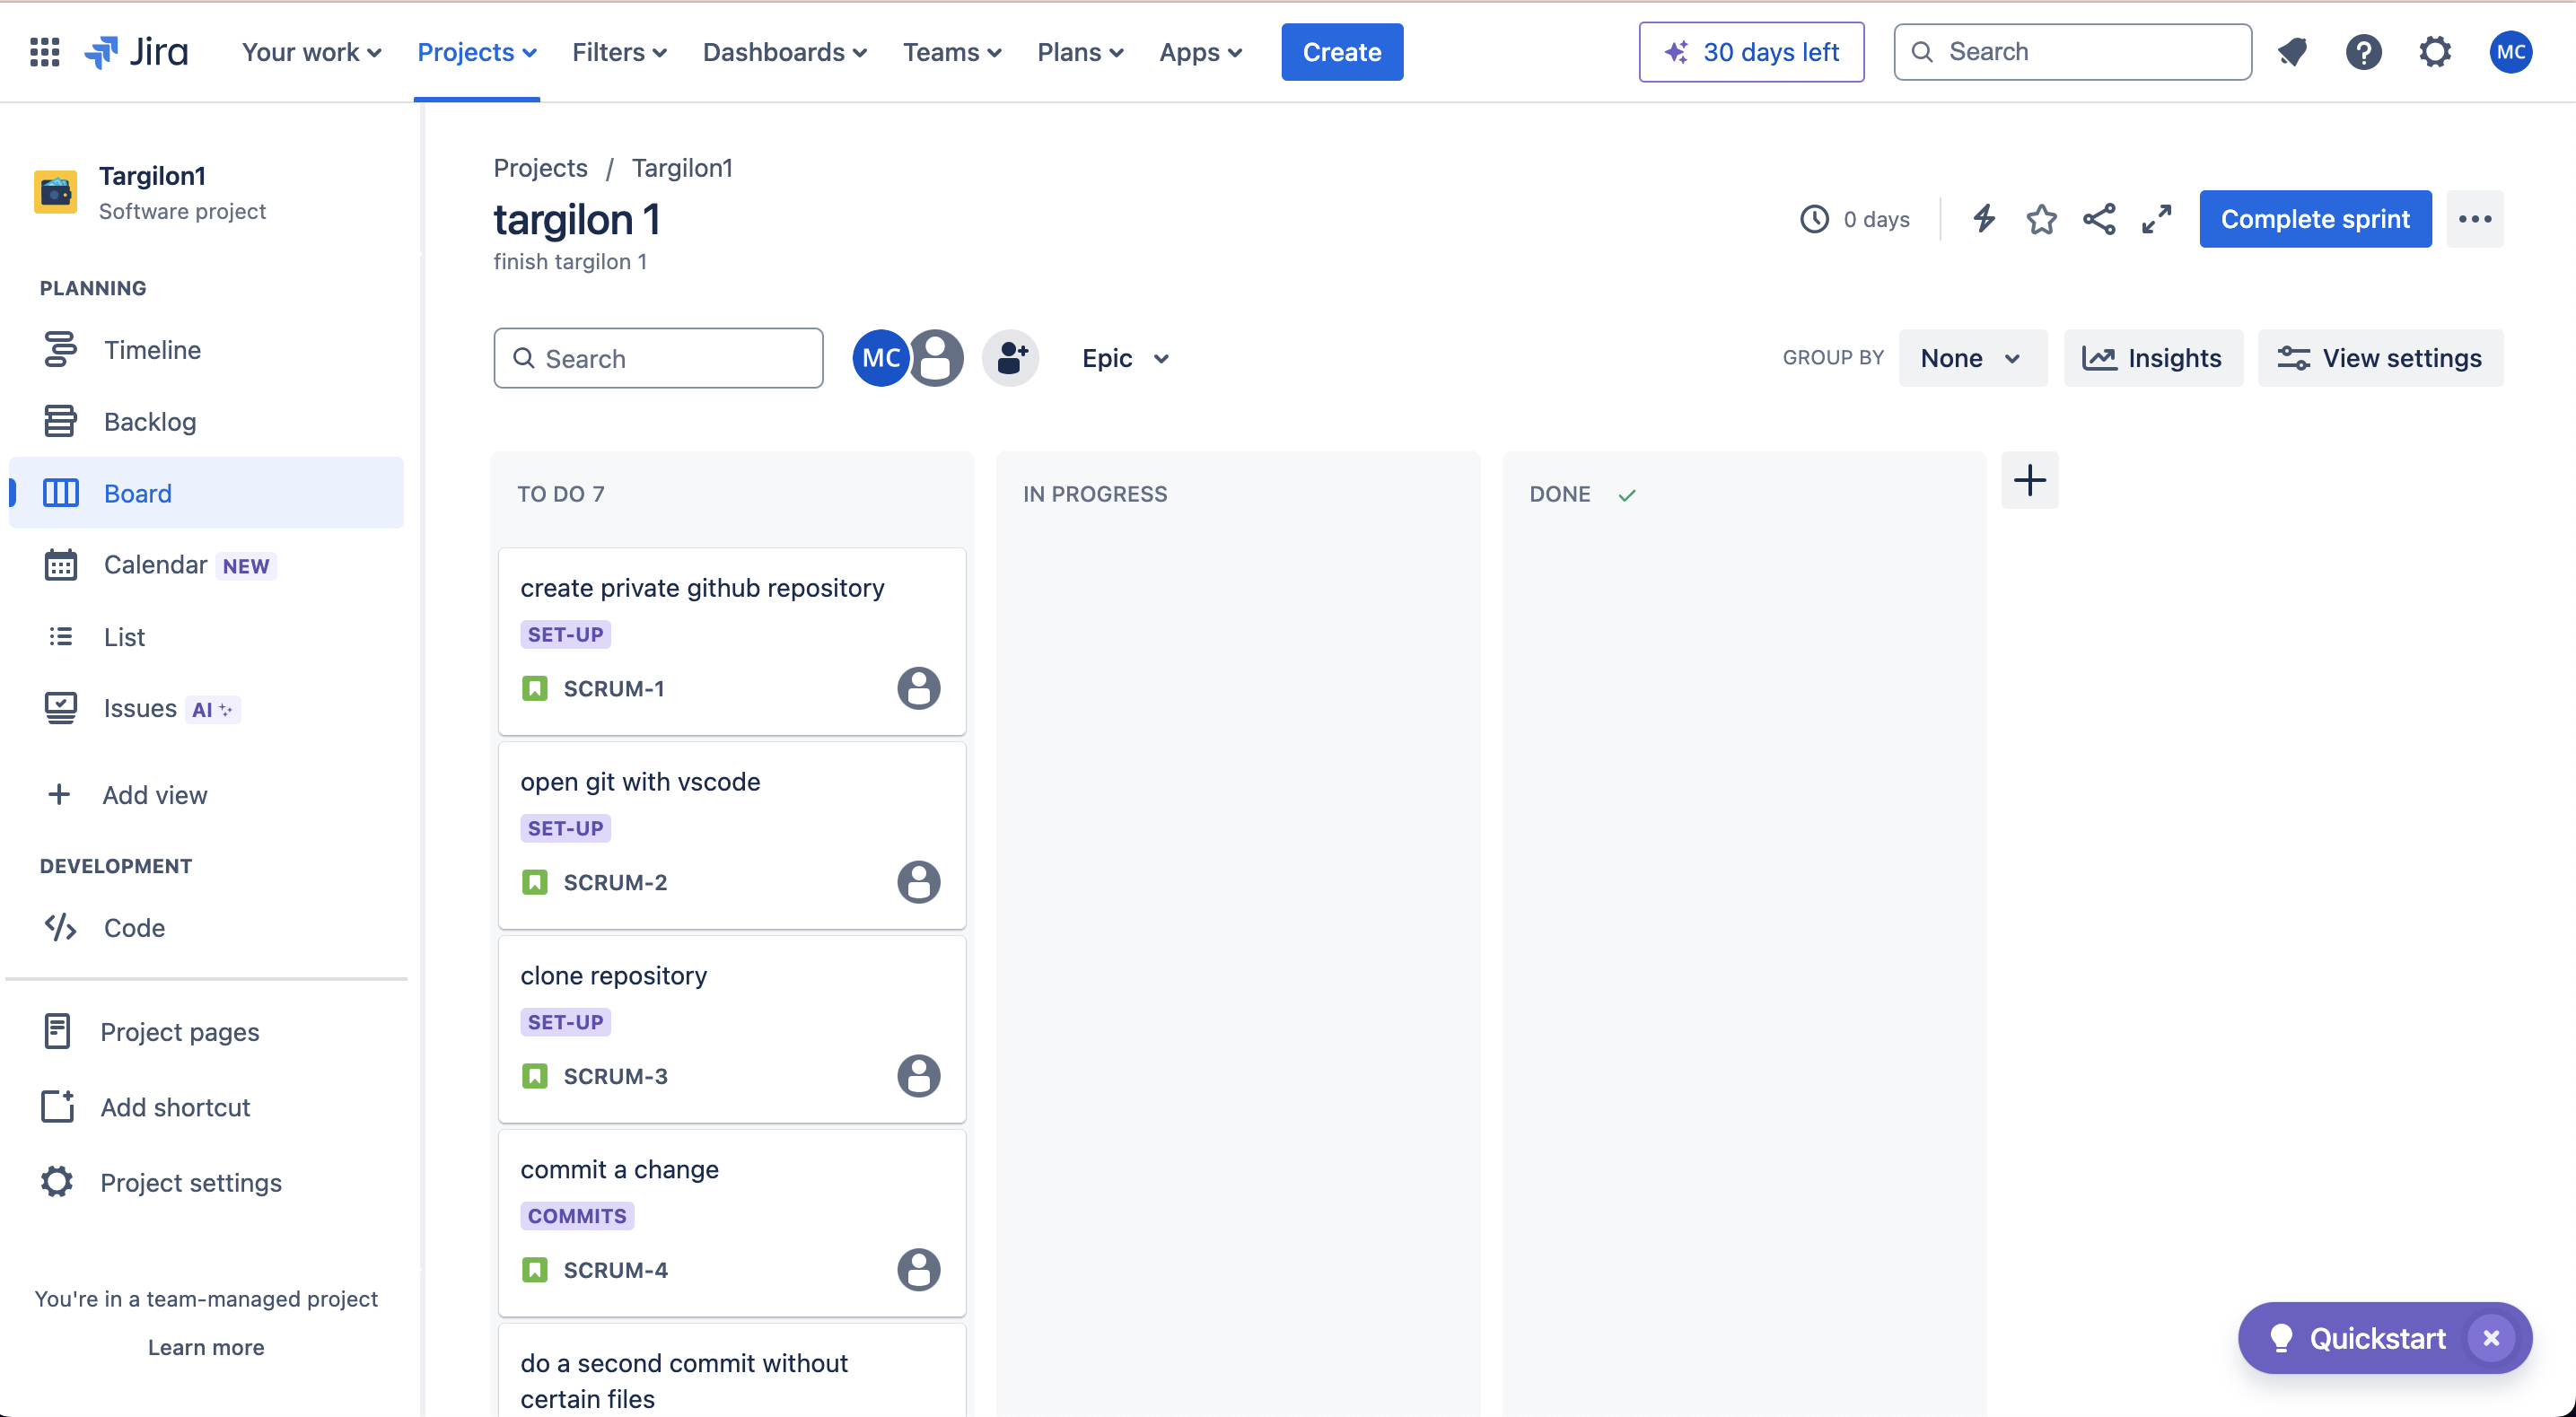 Jira
Your work
Projects
Filters
Dashboards
Teams
Plans
Apps
Create
30 days left
Search
MC
Targilon1
Software project
PLANNING
Timeline
Backlog
Board
Calendar NEW
List
Issues AI
Add view
DEVELOPMENT
Code
Project pages
Add shortcut
Project settings
You're in a team-managed project
Learn more
Projects / Targilon1
targilon 1
finish targilon 1
0 days
Complete sprint
Search
MC
Epic
GROUP BY
None
Insights
View settings
TO DO 7
create private github repository
SET-UP
SCRUM-1
open git with vscode
SET-UP
SCRUM-2
clone repository
SET-UP
SCRUM-3
commit a change
COMMITS
SCRUM-4
do a second commit without
certain files
IN PROGRESS
DONE
Quickstart